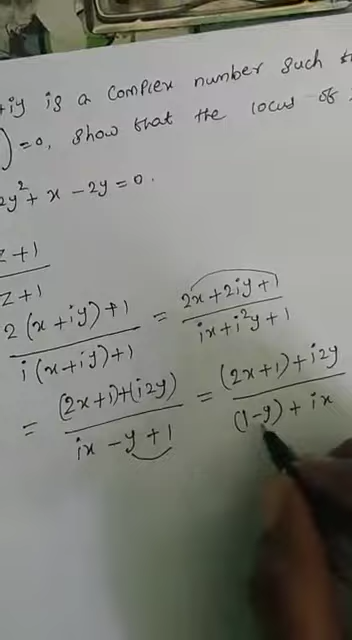 +iy is a complex number such
) = 0, show that the locus of
2y² + x - 2y = 0.
z + 1 / z + 1
2(x + iy) + 1 / i(x + iy) + 1 = 2x + 2iy + 1 / ix + i²y + 1
= (2x + 1) + (i2y) / ix - y + 1 = (2x + 1) + i2y / (1 - y) + ix